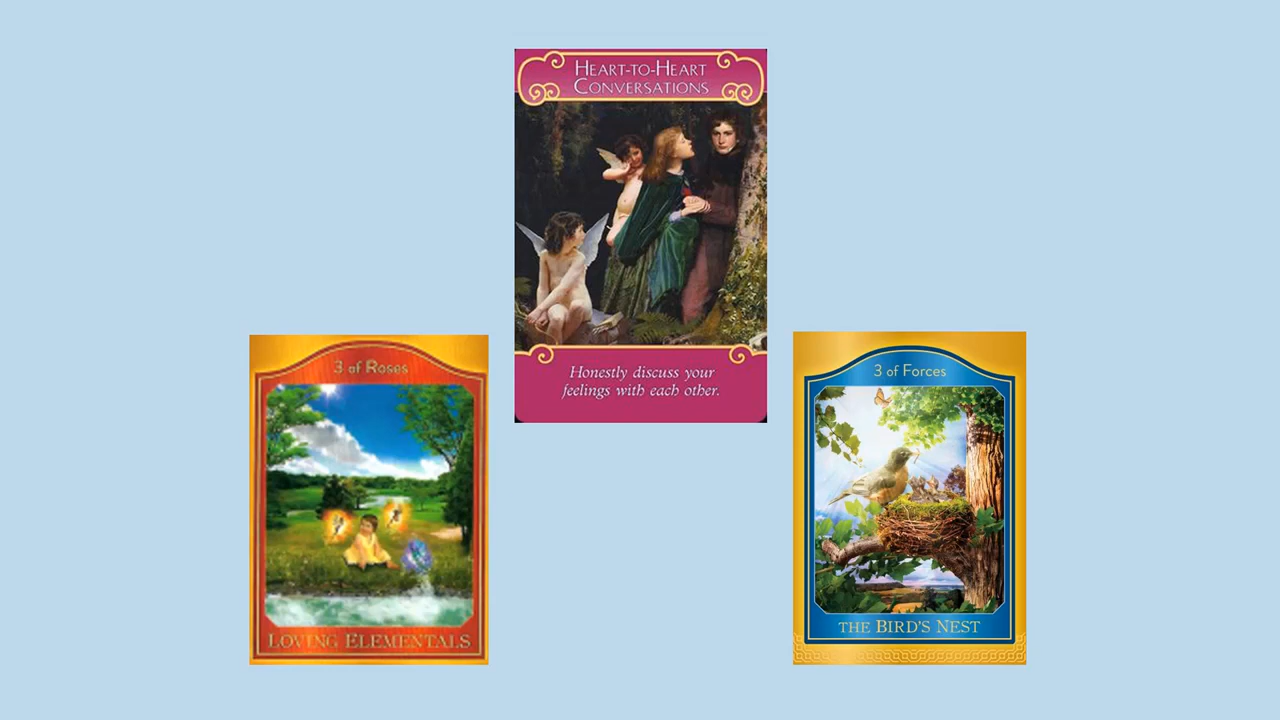 HEART-TO-HEART
CONVERSATIONS
Honestly discuss your
feelings with each other.
3 of Roses
LOVING ELEMENTALS
3 of Forces
THE BIRD'S NEST